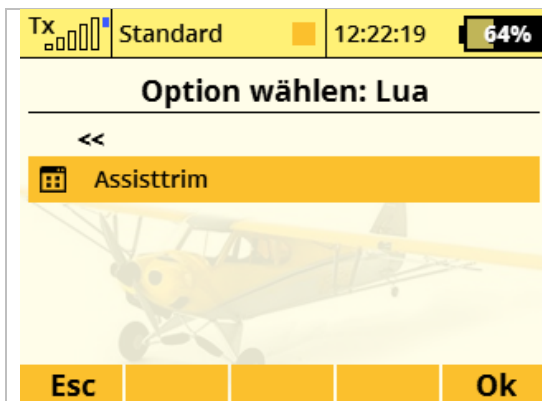 Tx Standard 12:22:19 64%
Option wählen: Lua
<<
Assisttrim
Esc Ok